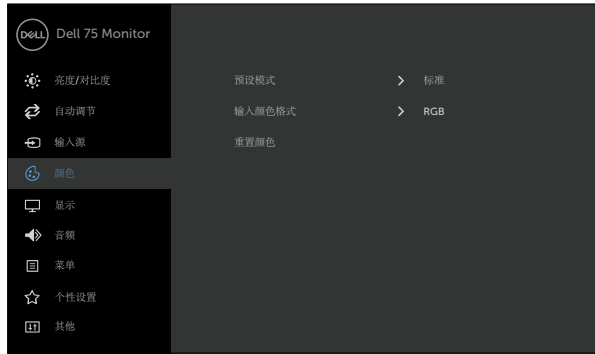 DELL
Dell 75 Monitor
亮度/对比度
自动调节
输入源
颜色
显示
音频
菜单
个性设置
其他
预设模式 标准
输入颜色格式 RGB
重置颜色